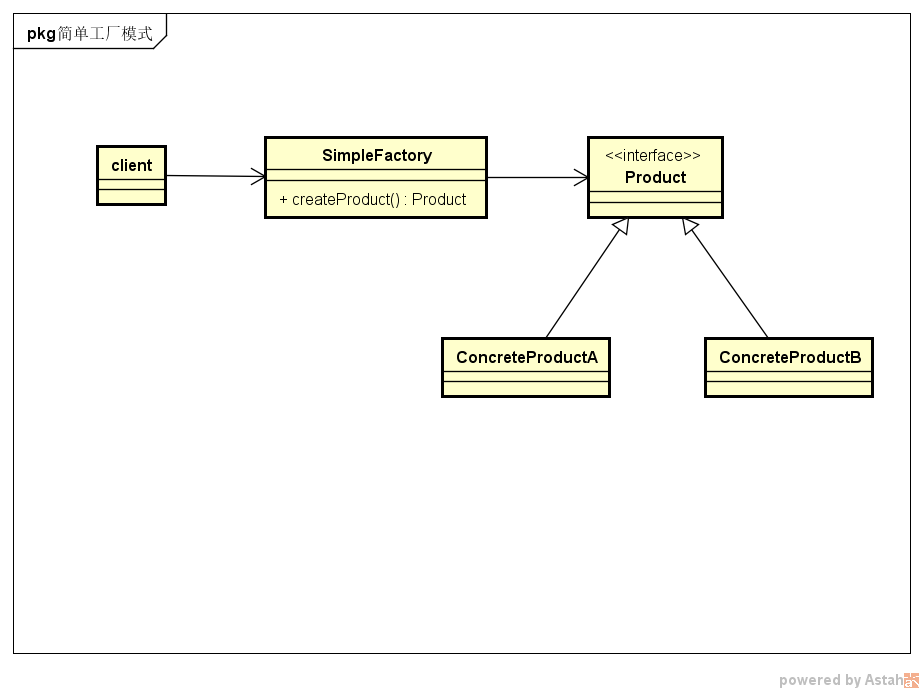 pkg简单工厂模式
client
SimpleFactory
+ createProduct() : Product
<<interface>>
Product
ConcreteProductA
ConcreteProductB
powered by Astah